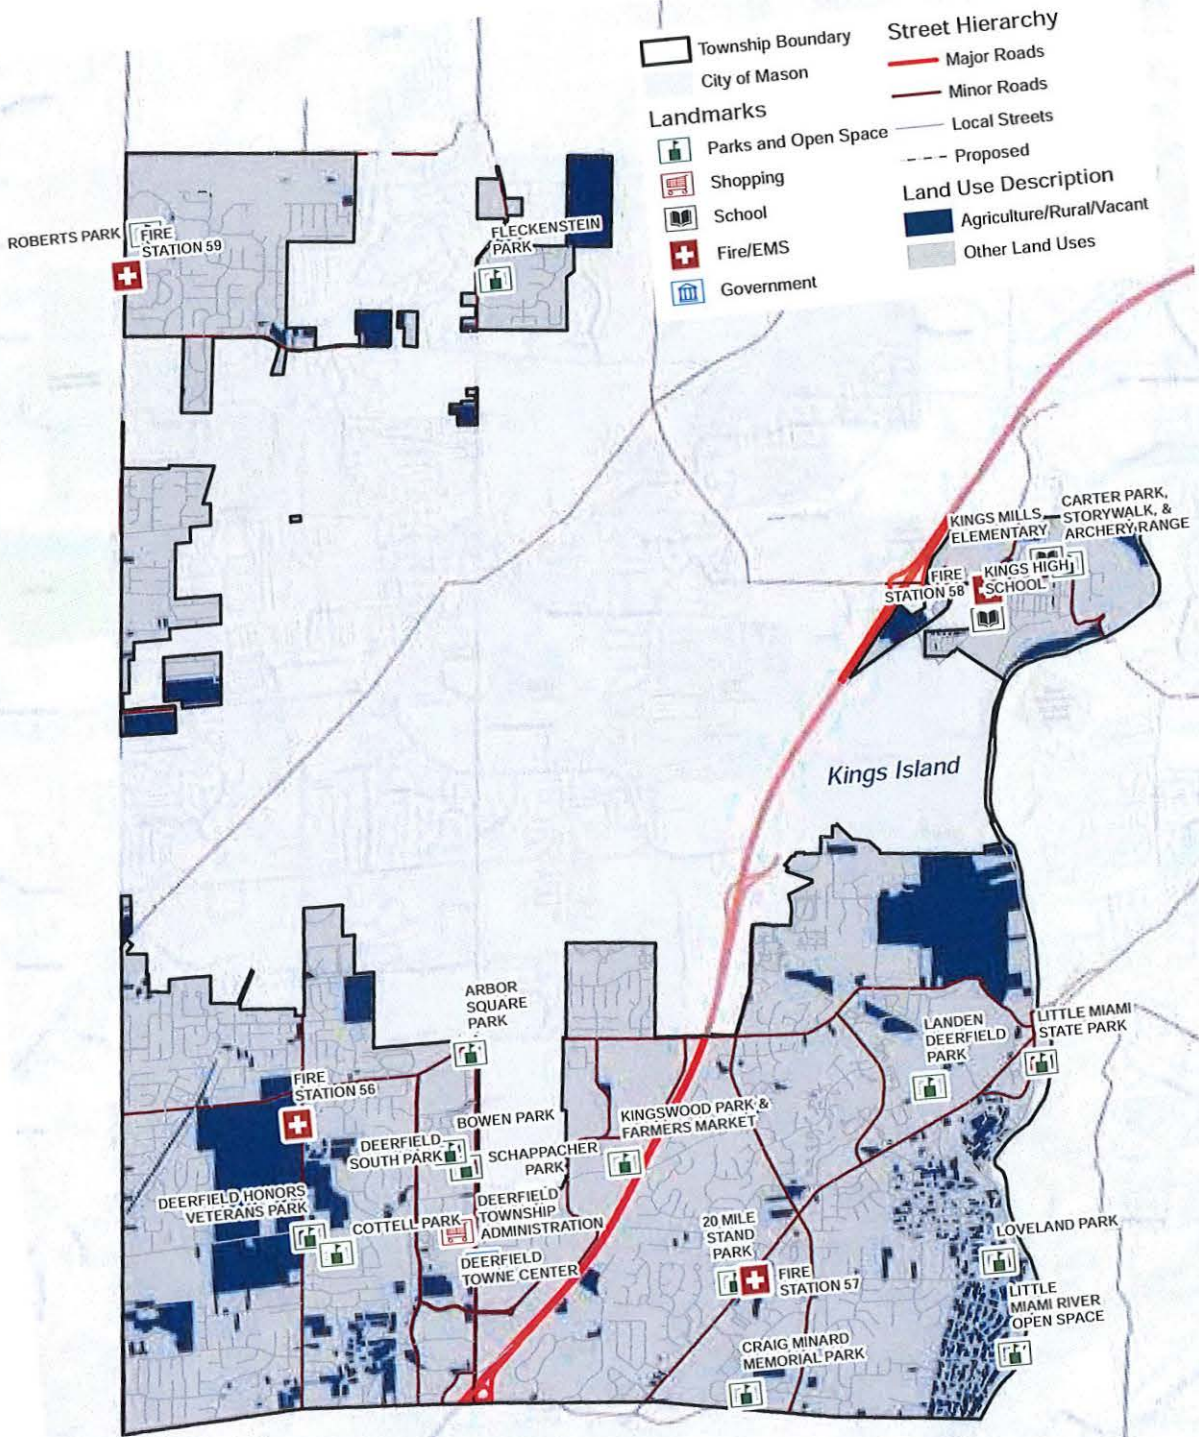 Township Boundary
City of Mason
Landmarks
Parks and Open Space
Shopping
School
Fire/EMS
Government
Street Hierarchy
Major Roads
Minor Roads
Local Streets
Proposed
Land Use Description
Agriculture/Rural/Vacant
Other Land Uses
ROBERTS PARK
FIRE
STATION 59
FLECKENSTEIN
PARK
KINGS MILLS
ELEMENTARY
CARTER PARK,
STORYWALK, &
ARCHERY RANGE
FIRE
STATION 58
KINGS HIGH
SCHOOL
Kings Island
ARBOR
SQUARE
PARK
LITTLE MIAMI
STATE PARK
LANDEN
DEERFIELD
PARK
FIRE
STATION 56
BOWEN PARK
KINGSWOOD PARK &
FARMERS MARKET
DEERFIELD
SOUTH PARK
SCHAPPACHER
PARK
DEERFIELD HONORS
VETERANS PARK
COTTELL PARK
DEERFIELD
TOWNSHIP
ADMINISTRATION
DEERFIELD
TOWNE CENTER
20 MILE
STAND
PARK
FIRE
STATION 57
LOVELAND PARK
LITTLE
MIAMI RIVER
OPEN SPACE
CRAIG MINARD
MEMORIAL PARK